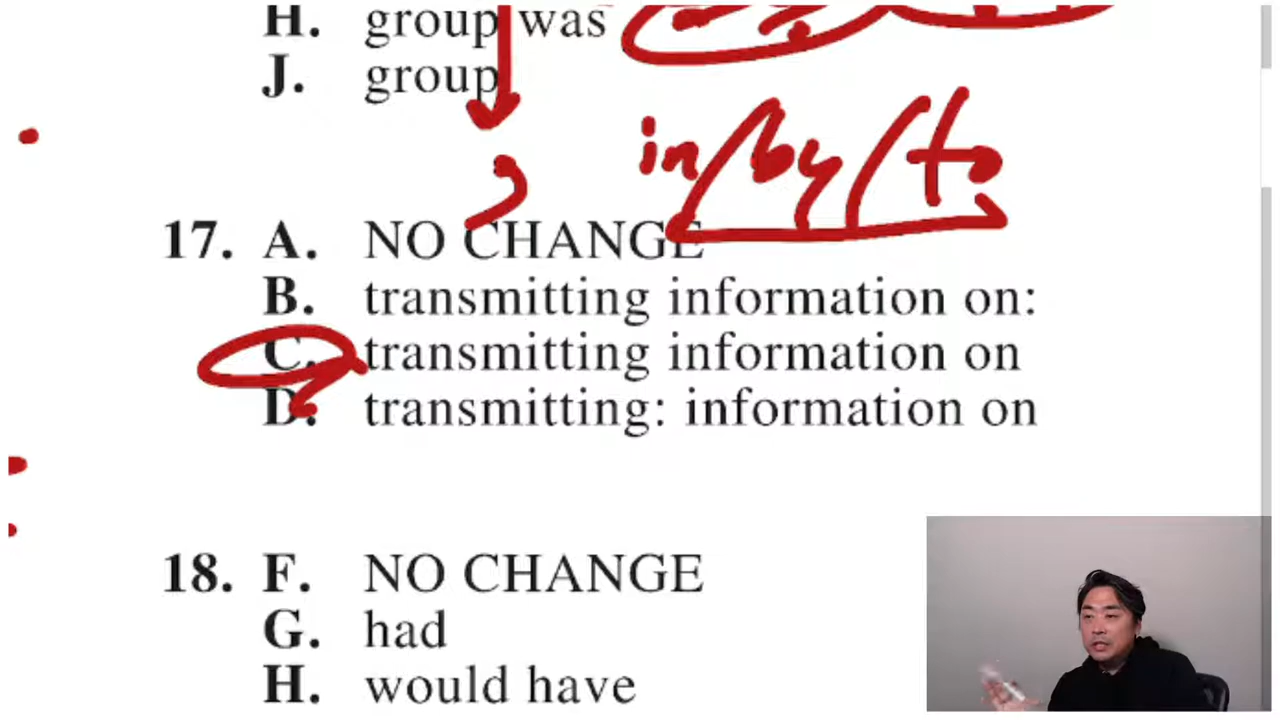 H. group was
J. group
in/by/to
,
17. A. NO CHANGE
B. transmitting information on:
C. transmitting information on
D. transmitting: information on
18. F. NO CHANGE
G. had
H. would have